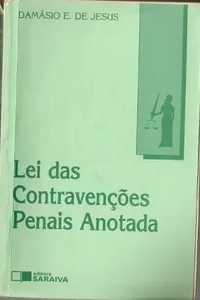 DAMÁSIO E. DE JESUS
Lei das
Contravenções
Penais Anotada
editora
SARAIVA